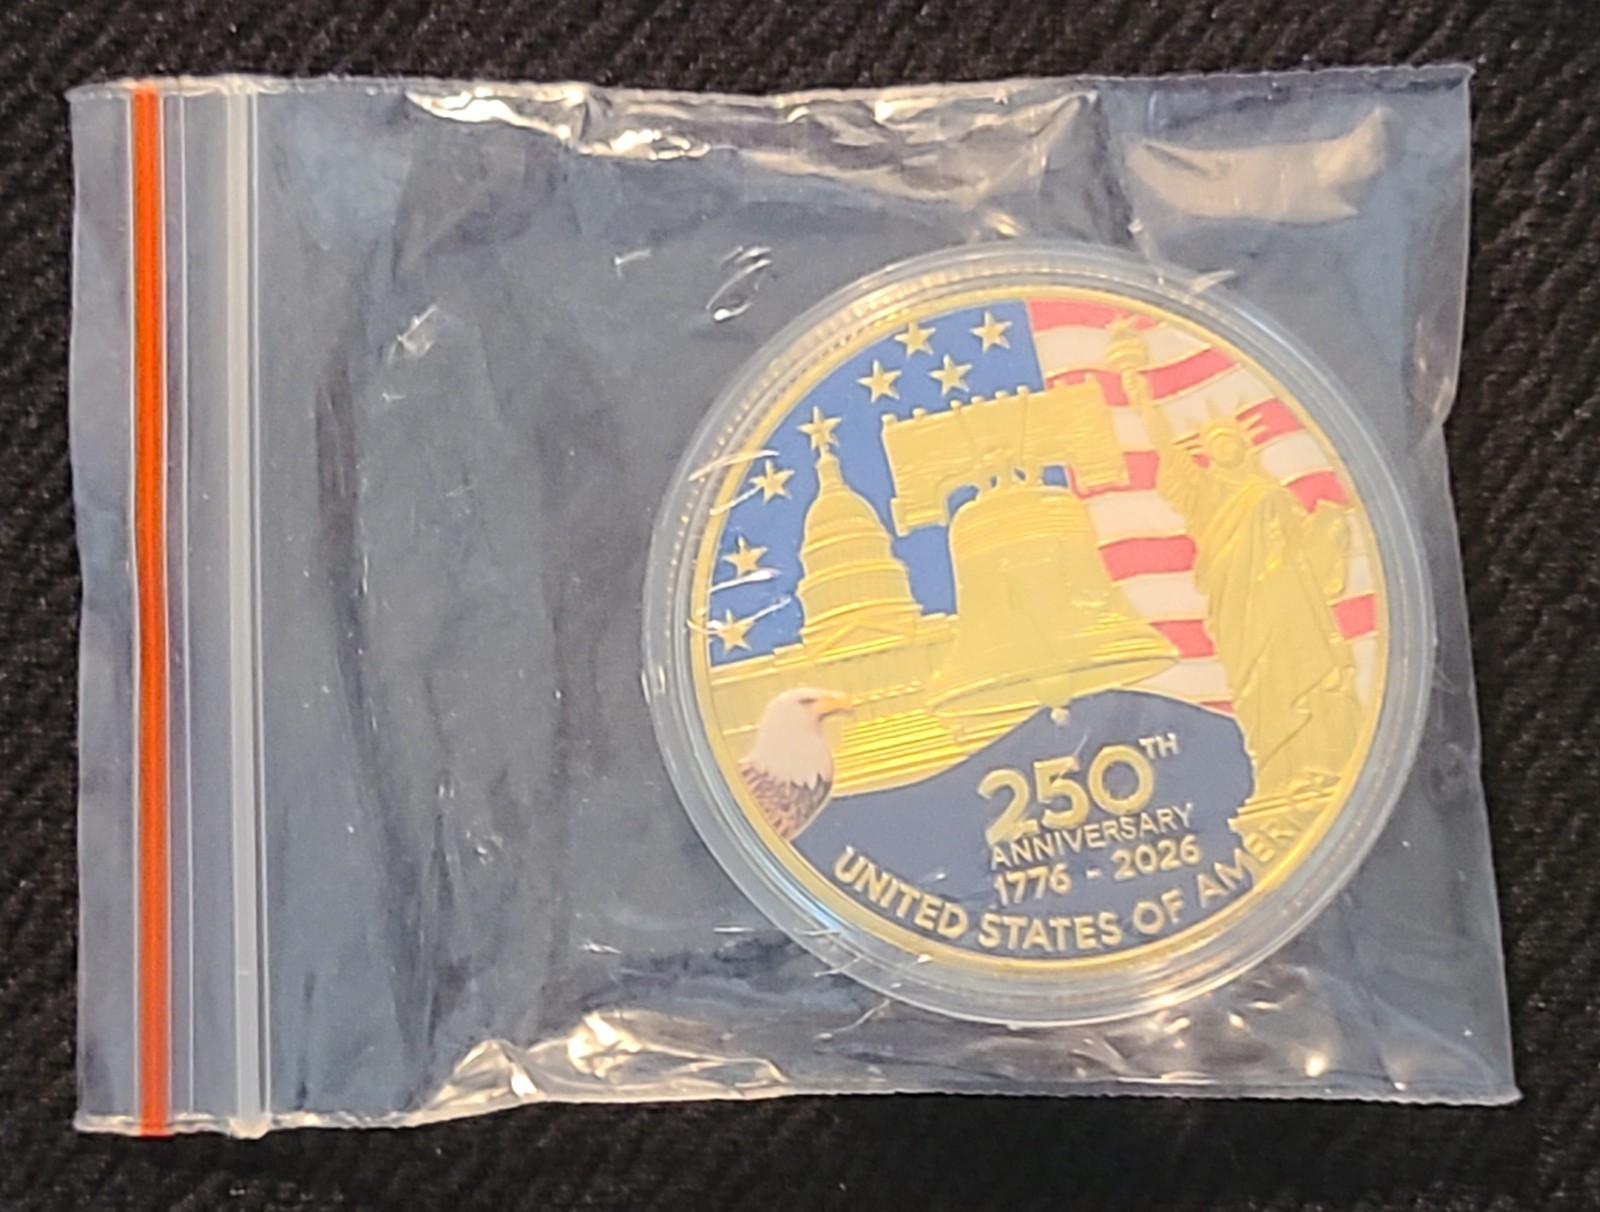 250TH
ANNIVERSARY
1776 - 2026
UNITED STATES OF AMERICA